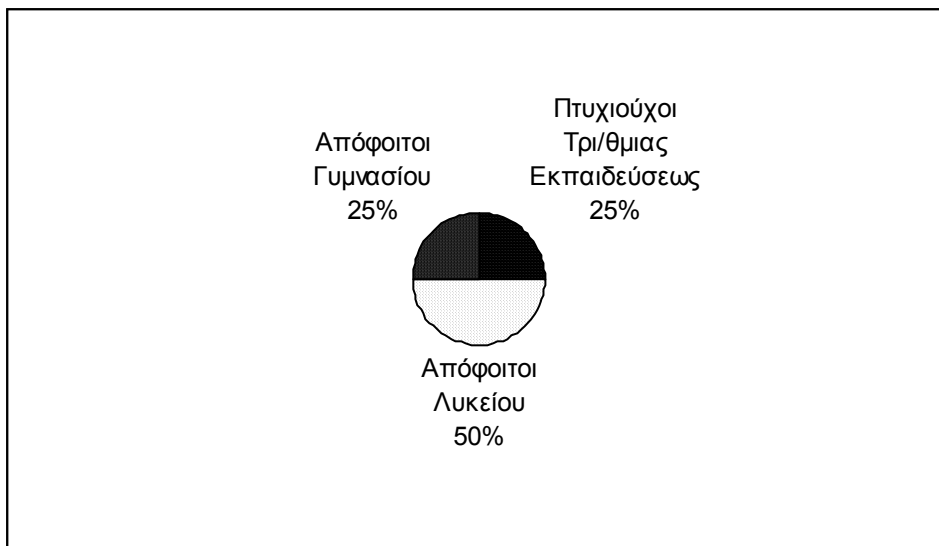 Απόφοιτοι
Γυμνασίου
25%
Πτυχιούχοι
Τρι/θμιας
Εκπαιδεύσεως
25%
Απόφοιτοι
Λυκείου
50%